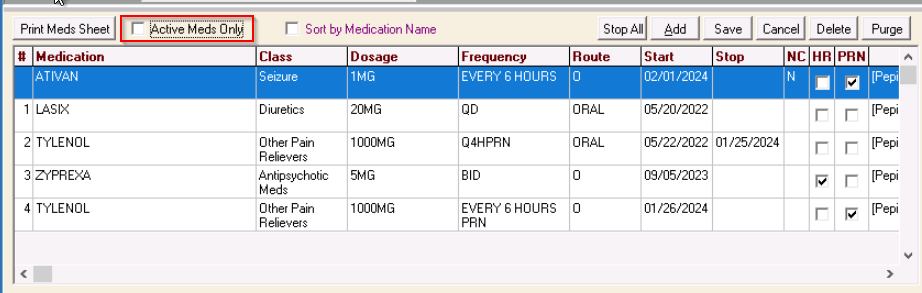 Print Meds Sheet Active Meds Only Sort by Medication Name Stop All Add Save Cancel Delete Purge
# Medication Class Dosage Frequency Route Start Stop NC HR PRN
ATIVAN Seizure 1MG EVERY 6 HOURS O 02/01/2024 N [Pepi
1 LASIX Diuretics 20MG QD ORAL 05/20/2022 [Pepi
2 TYLENOL Other Pain Relievers 1000MG Q4HPRN ORAL 05/22/2022 01/25/2024 [Pepi
3 ZYPREXA Antipsychotic Meds 5MG BID O 09/05/2023 [Pepi
4 TYLENOL Other Pain Relievers 1000MG EVERY 6 HOURS PRN O 01/26/2024 [Pepi